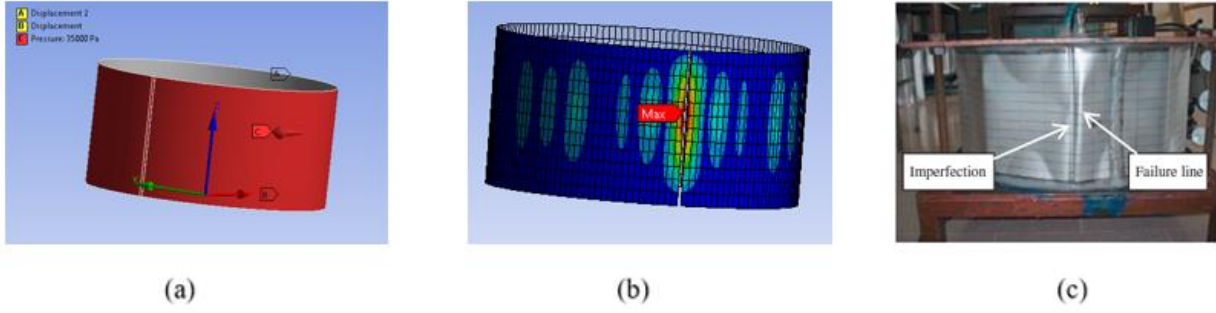 A Displacement 2
B Displacement
C Pressure: 35000 Pa
A
C
B
Max
Imperfection
Failure line
(a)
(b)
(c)